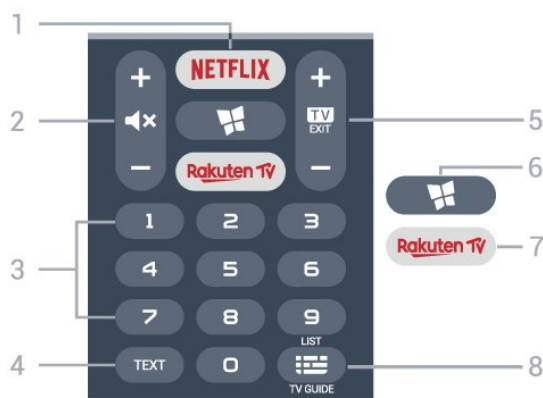 1
NETFLIX
+ +
2
TV
EXIT
5
6
- -
Rakuten TV
1 2 3
Rakuten TV
7
3
4 5 6
7 8 9
LIST
4
TEXT 0
8
TV GUIDE